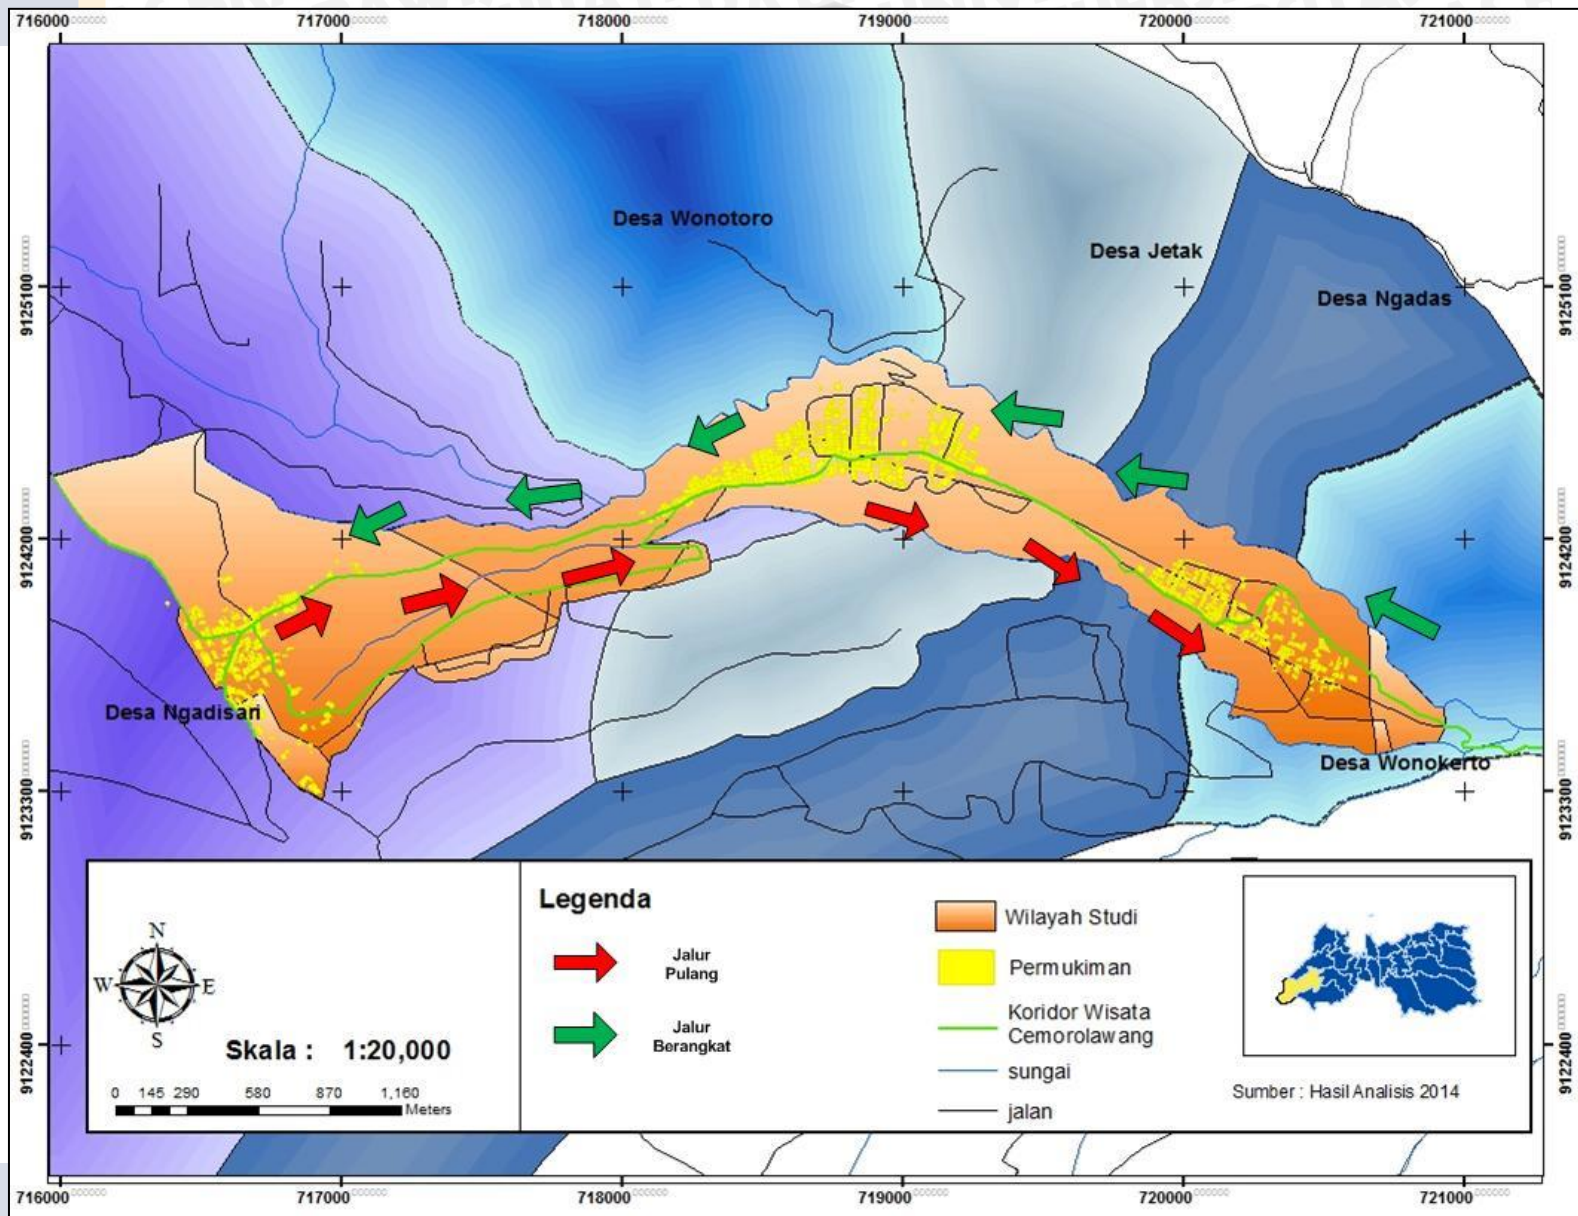 716000
717000
718000
719000
720000
721000
9125100
9125100
Desa Wonotoro
Desa Jetak
Desa Ngadas
9124200
9124200
Desa Ngadisari
Desa Wonokerto
9123300
9123300
N
W
E
S
Skala : 1:20,000
0 145 290 580 870 1,160
Meters
Legenda
Jalur
Pulang
Jalur
Berangkat
Wilayah Studi
Permukiman
Koridor Wisata
Cemorolawang
sungai
jalan
Sumber : Hasil Analisis 2014
9122400
9122400
716000
717000
718000
719000
720000
721000